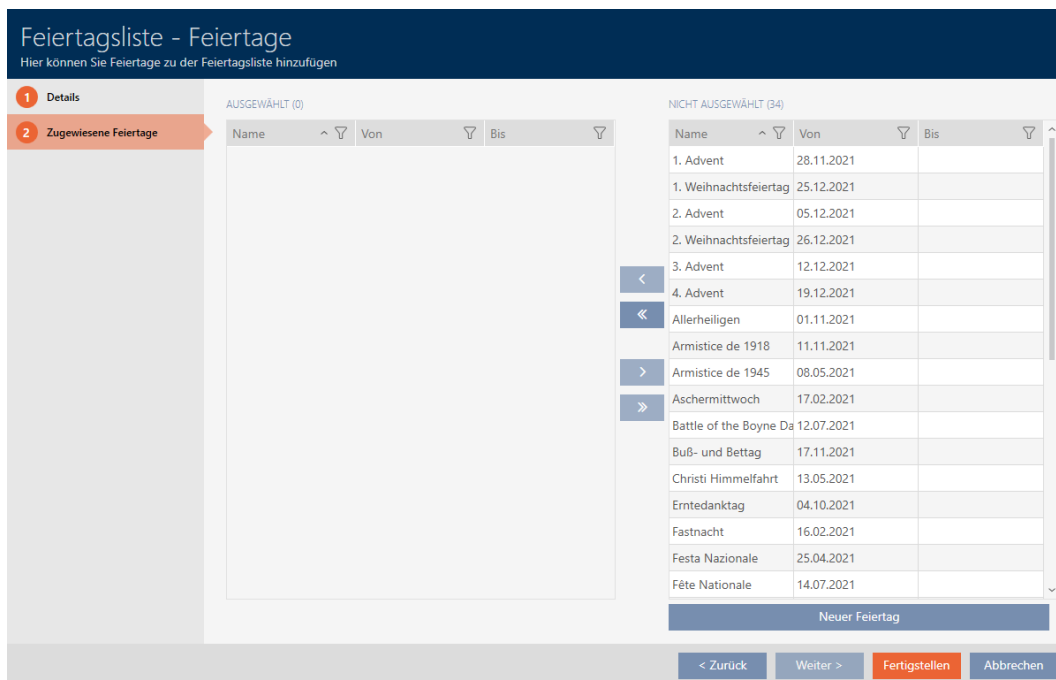 Feiertagsliste - Feiertage
Hier können Sie Feiertage zu der Feiertagsliste hinzufügen
1 Details
2 Zugewiesene Feiertage
AUSGEWÄHLT (0)
Name Von Bis
NICHT AUSGEWÄHLT (34)
Name Von Bis
1. Advent 28.11.2021
1. Weihnachtsfeiertag 25.12.2021
2. Advent 05.12.2021
2. Weihnachtsfeiertag 26.12.2021
3. Advent 12.12.2021
4. Advent 19.12.2021
Allerheiligen 01.11.2021
Armistice de 1918 11.11.2021
Armistice de 1945 08.05.2021
Aschermittwoch 17.02.2021
Battle of the Boyne Da 12.07.2021
Buß- und Bettag 17.11.2021
Christi Himmelfahrt 13.05.2021
Erntedanktag 04.10.2021
Fastnacht 16.02.2021
Festa Nazionale 25.04.2021
Fête Nationale 14.07.2021
Neuer Feiertag
< Zurück Weiter > Fertigstellen Abbrechen